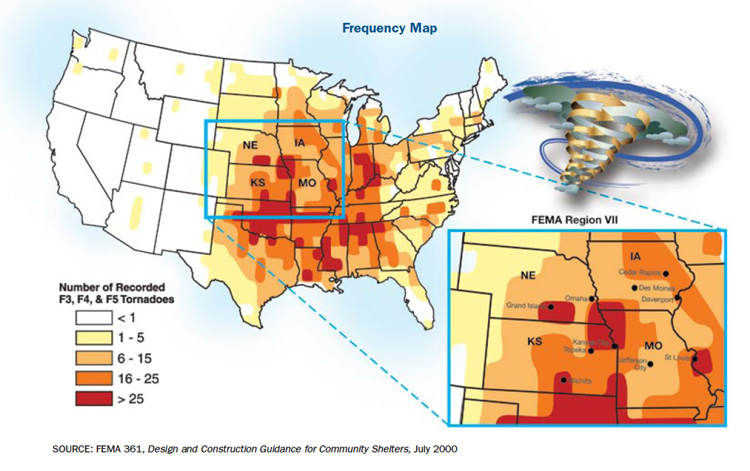 Frequency Map
NE
IA
KS
MO
Number of Recorded
F3, F4, & F5 Tornadoes
< 1
1 - 5
6 - 15
16 - 25
> 25
FEMA Region VII
IA
NE
Cedar Rapids
Des Moines
Davenport
Omaha
Grand Isla
KS
MO
Kansas City
Topeka
Jefferson
City
St Louis
Wichita
SOURCE: FEMA 361, Design and Construction Guidance for Community Shelters, July 2000